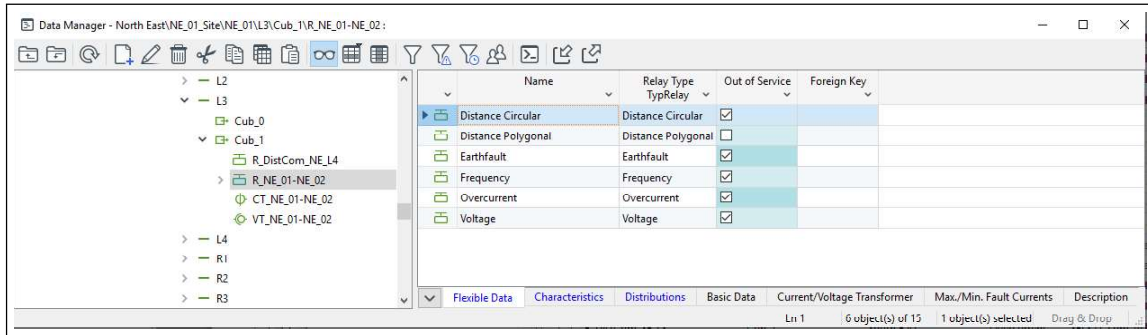 Data Manager - North East\NE_01_Site\NE_01\L3\Cub_1\R_NE_01-NE_02 :
L2
L3
Cub_0
Cub_1
R_DistCom_NE_L4
R_NE_01-NE_02
CT_NE_01-NE_02
VT_NE_01-NE_02
L4
R1
R2
R3
Name Relay Type Out of Service Foreign Key
TypRelay
Distance Circular Distance Circular
Distance Polygonal Distance Polygonal
Earthfault Earthfault
Frequency Frequency
Overcurrent Overcurrent
Voltage Voltage
Flexible Data Characteristics Distributions Basic Data Current/Voltage Transformer Max./Min. Fault Currents Description
Ln 1 6 object(s) of 15 1 object(s) selected Drag & Drop